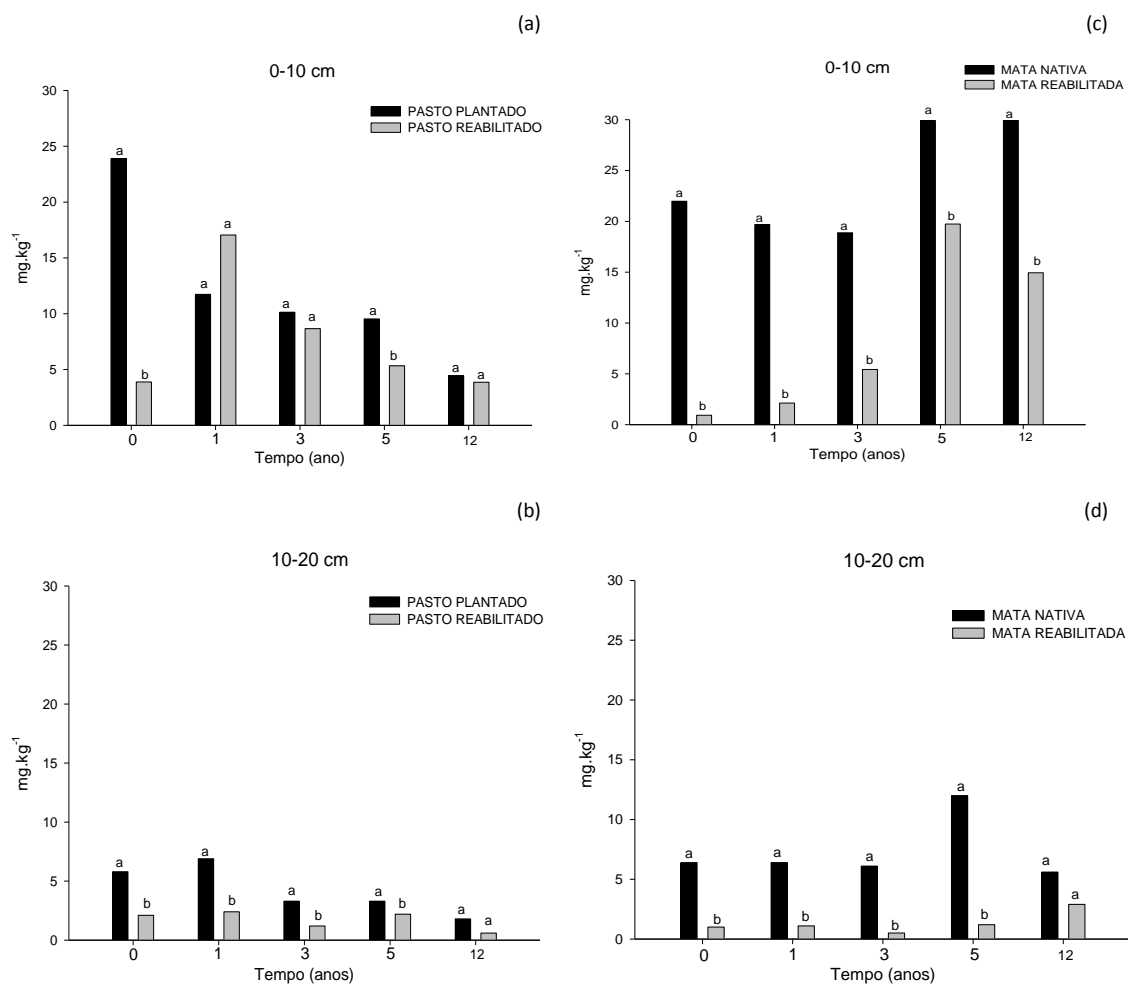 (a)
0-10 cm
PASTO PLANTADO
PASTO REABILITADO
30
25
20
15
10
5
0
mg.kg-1
a
b
a
a
a
a
a
b
a
a
0
1
3
5
12
Tempo (ano)
(c)
0-10 cm
MATA NATIVA
MATA REABILITADA
30
25
20
15
10
5
0
mg.kg-1
a
b
a
b
a
b
a
b
a
b
0
1
3
5
12
Tempo (anos)
(b)
10-20 cm
PASTO PLANTADO
PASTO REABILITADO
30
25
20
15
10
5
0
mg.kg-1
a
b
a
b
a
b
a
b
a
a
0
1
3
5
12
Tempo (anos)
(d)
10-20 cm
MATA NATIVA
MATA REABILITADA
30
25
20
15
10
5
0
mg.kg-1
a
b
a
b
a
b
a
b
a
a
0
1
3
5
12
Tempo (anos)